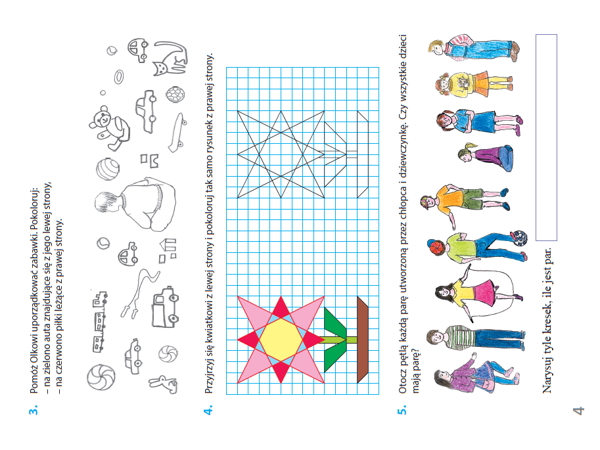 3. Pomóż Olkowi uporządkować zabawki. Pokoloruj:
– na zielono auta znajdujące się z jego lewej strony,
– na czerwono piłki leżące z prawej strony.
4. Przyjrzyj się kwiatkowi z lewej strony i pokoloruj tak samo rysunek z prawej strony.
5. Otocz pętlą każdą parę utworzoną przez chłopca i dziewczynkę. Czy wszystkie dzieci
mają parę?
Narysuj tyle kresek, ile jest par.
4